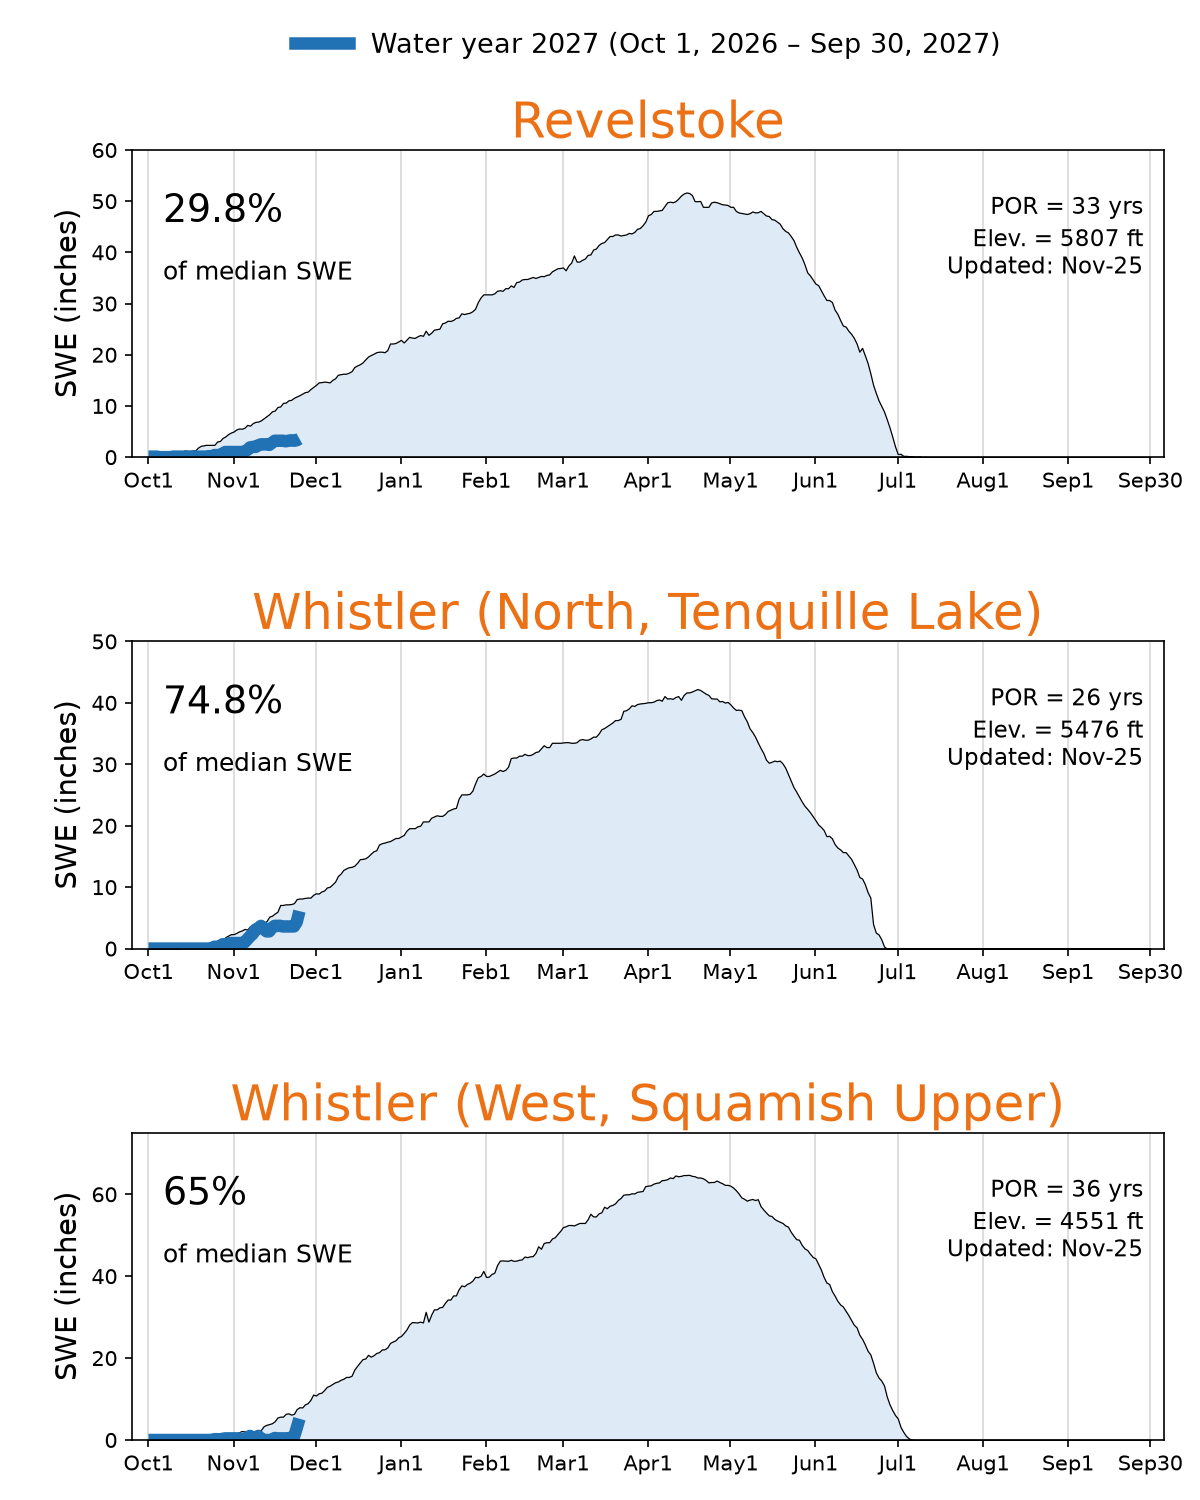 Water year 2027 (Oct 1, 2026 – Sep 30, 2027)
Revelstoke
60
50
40
30
20
10
0
SWE (inches)
29.8%
of median SWE
POR = 33 yrs
Elev. = 5807 ft
Updated: Nov-25
Oct1 Nov1 Dec1 Jan1 Feb1 Mar1 Apr1 May1 Jun1 Jul1 Aug1 Sep1 Sep30
Whistler (North, Tenquille Lake)
50
40
30
20
10
0
SWE (inches)
74.8%
of median SWE
POR = 26 yrs
Elev. = 5476 ft
Updated: Nov-25
Oct1 Nov1 Dec1 Jan1 Feb1 Mar1 Apr1 May1 Jun1 Jul1 Aug1 Sep1 Sep30
Whistler (West, Squamish Upper)
60
40
20
0
SWE (inches)
65%
of median SWE
POR = 36 yrs
Elev. = 4551 ft
Updated: Nov-25
Oct1 Nov1 Dec1 Jan1 Feb1 Mar1 Apr1 May1 Jun1 Jul1 Aug1 Sep1 Sep30